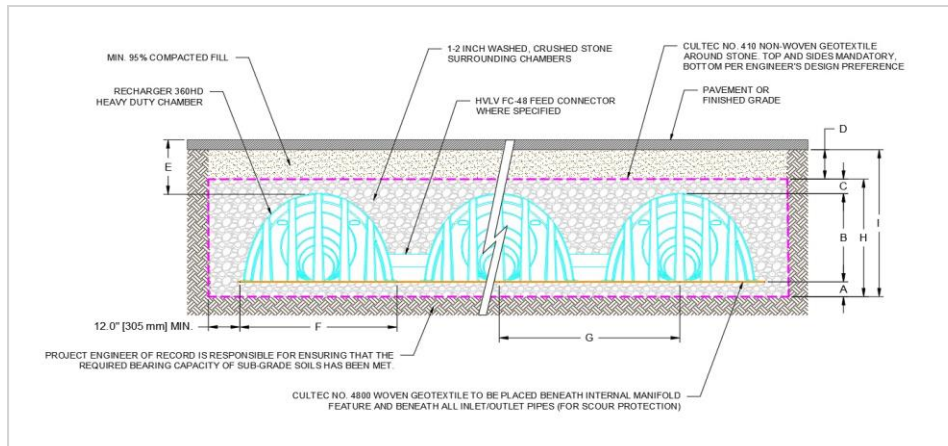 MIN. 95% COMPACTED FILL
1-2 INCH WASHED, CRUSHED STONE
SURROUNDING CHAMBERS
CULTEC NO. 410 NON-WOVEN GEOTEXTILE
AROUND STONE. TOP AND SIDES MANDATORY,
BOTTOM PER ENGINEER'S DESIGN PREFERENCE
RECHARGER 360HD
HEAVY DUTY CHAMBER
HVLV FC-48 FEED CONNECTOR
WHERE SPECIFIED
PAVEMENT OR
FINISHED GRADE
D
E
C
B
H
I
A
12.0" [305 mm] MIN.
F
G
PROJECT ENGINEER OF RECORD IS RESPONSIBLE FOR ENSURING THAT THE
REQUIRED BEARING CAPACITY OF SUB-GRADE SOILS HAS BEEN MET.
CULTEC NO. 4800 WOVEN GEOTEXTILE TO BE PLACED BENEATH INTERNAL MANIFOLD
FEATURE AND BENEATH ALL INLET/OUTLET PIPES (FOR SCOUR PROTECTION)